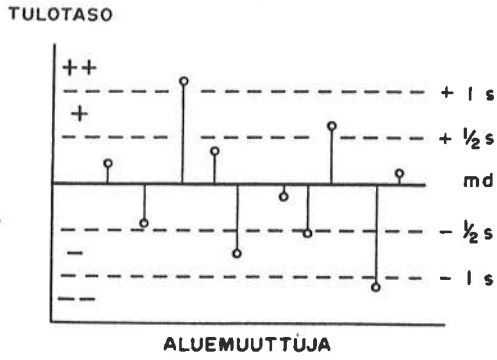 TULOTASO
++
+ 1 s
+
+ ½ s
md
- ½ s
-
- 1 s
--
ALUEMUUTTUJA